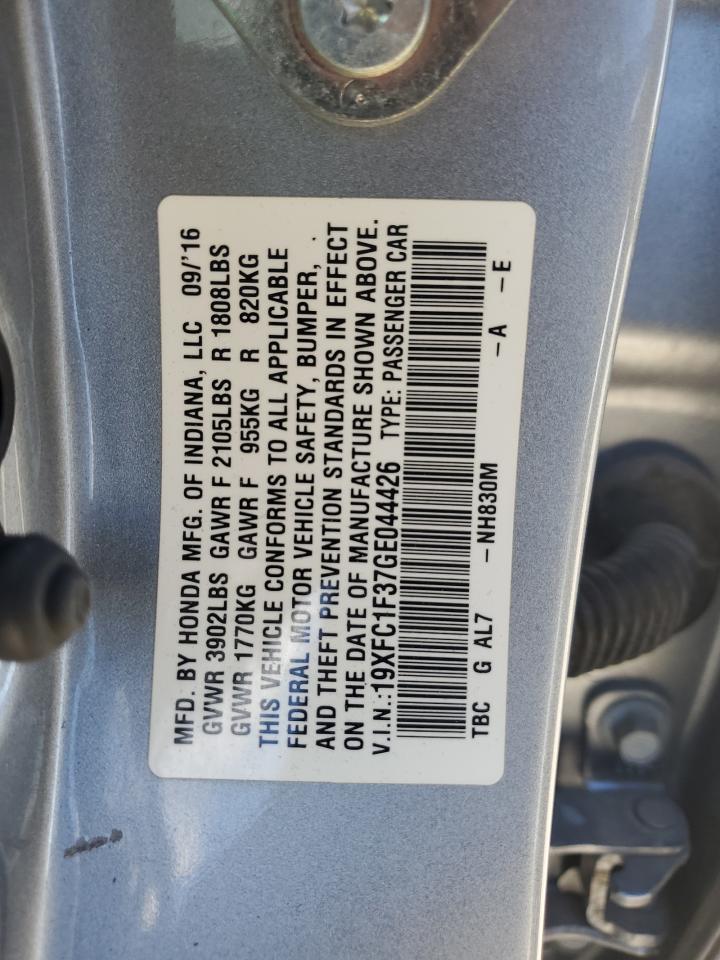 MFD. BY HONDA MFG. OF INDIANA, LLC 09/'16
GVWR 3902LBS GAWR F 2105LBS R 1808LBS
GVWR 1770KG GAWR F 955KG R 820KG
THIS VEHICLE CONFORMS TO ALL APPLICABLE
FEDERAL MOTOR VEHICLE SAFETY, BUMPER,
AND THEFT PREVENTION STANDARDS IN EFFECT
ON THE DATE OF MANUFACTURE SHOWN ABOVE.
V.I.N.:19XFC1F37GE044426 TYPE: PASSENGER CAR
TBC G AL7 -NH830M -A -E